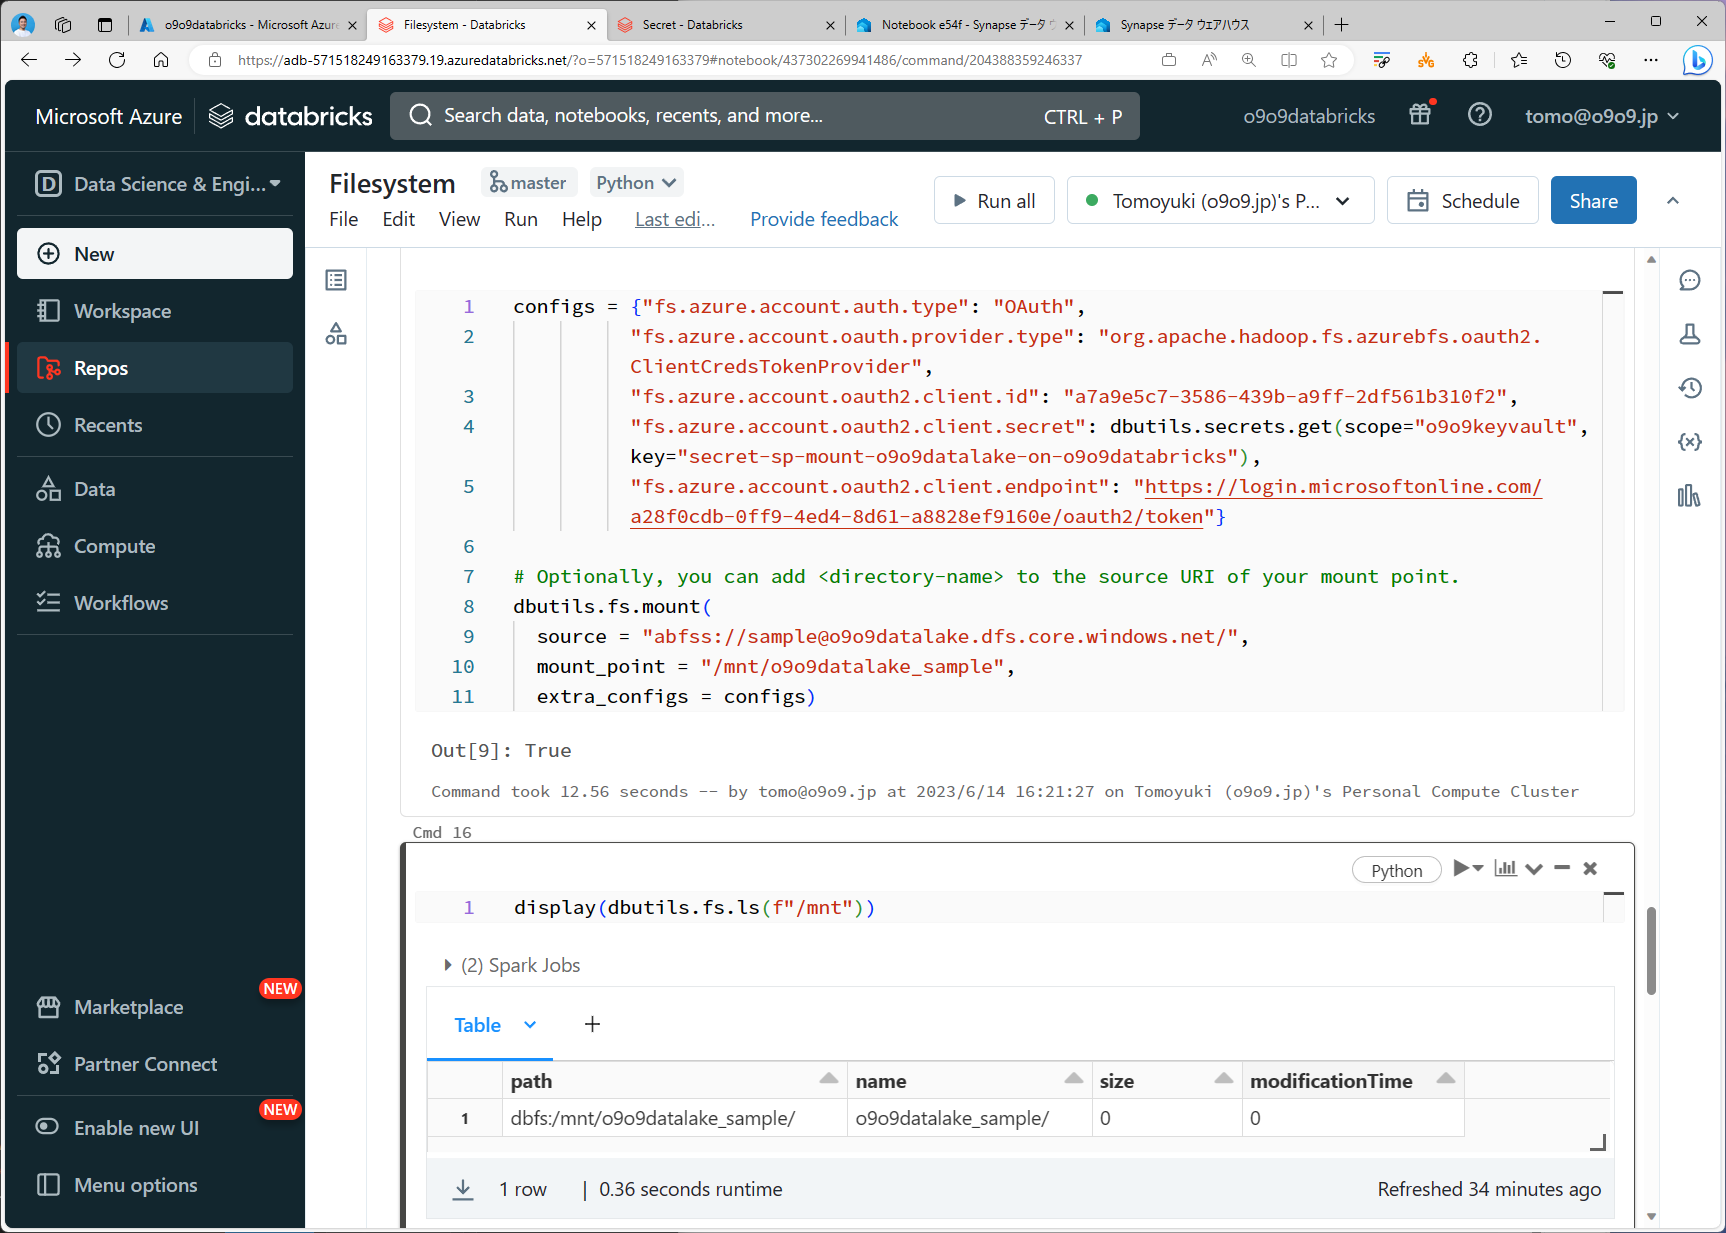 o9o9databricks - Microsoft Azure
Filesystem - Databricks
Secret - Databricks
Notebook e54f - Synapse データ ウ
Synapse データ ウェアハウス
https://adb-571518249163379.19.azuredatabricks.net/?o=571518249163379#notebook/437302269941486/command/204388359246337
Microsoft Azure
databricks
Search data, notebooks, recents, and more...
CTRL + P
o9o9databricks
tomo@o9o9.jp
D
Data Science & Engi...
New
Workspace
Repos
Recents
Data
Compute
Workflows
Marketplace
NEW
Partner Connect
Enable new UI
NEW
Menu options
Filesystem
master
Python
File Edit View Run Help Last edi... Provide feedback
Run all
Tomoyuki (o9o9.jp)'s P...
Schedule
Share
1 configs = {"fs.azure.account.auth.type": "OAuth",
2 "fs.azure.account.oauth.provider.type": "org.apache.hadoop.fs.azurebfs.oauth2.
ClientCredsTokenProvider",
3 "fs.azure.account.oauth2.client.id": "a7a9e5c7-3586-439b-a9ff-2df561b310f2",
4 "fs.azure.account.oauth2.client.secret": dbutils.secrets.get(scope="o9o9keyvault",
key="secret-sp-mount-o9o9datalake-on-o9o9databricks"),
5 "fs.azure.account.oauth2.client.endpoint": "https://login.microsoftonline.com/
a28f0cdb-0ff9-4ed4-8d61-a8828ef9160e/oauth2/token"}
6
7 # Optionally, you can add <directory-name> to the source URI of your mount point.
8 dbutils.fs.mount(
9 source = "abfss://sample@o9o9datalake.dfs.core.windows.net/",
10 mount_point = "/mnt/o9o9datalake_sample",
11 extra_configs = configs)
Out[9]: True
Command took 12.56 seconds -- by tomo@o9o9.jp at 2023/6/14 16:21:27 on Tomoyuki (o9o9.jp)'s Personal Compute Cluster
Cmd 16
Python
1 display(dbutils.fs.ls(f"/mnt"))
(2) Spark Jobs
Table
path name size modificationTime
1 dbfs:/mnt/o9o9datalake_sample/ o9o9datalake_sample/ 0 0
1 row | 0.36 seconds runtime
Refreshed 34 minutes ago